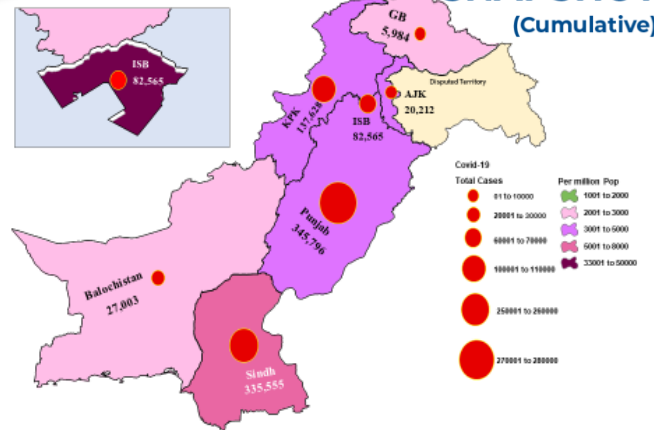 (Cumulative)
GB
5,984
ISB
82,565
Disputed Territory
AJK
20,212
KPK
137,628
ISB
82,565
Punjab
345,796
Balochistan
27,003
Sindh
335,555
Covid-19
Total Cases
01 to 10000
20001 to 30000
60001 to 70000
100001 to 110000
250001 to 260000
270001 to 280000
Per million Pop
1001 to 2000
2001 to 3000
3001 to 5000
5001 to 8000
33001 to 50000